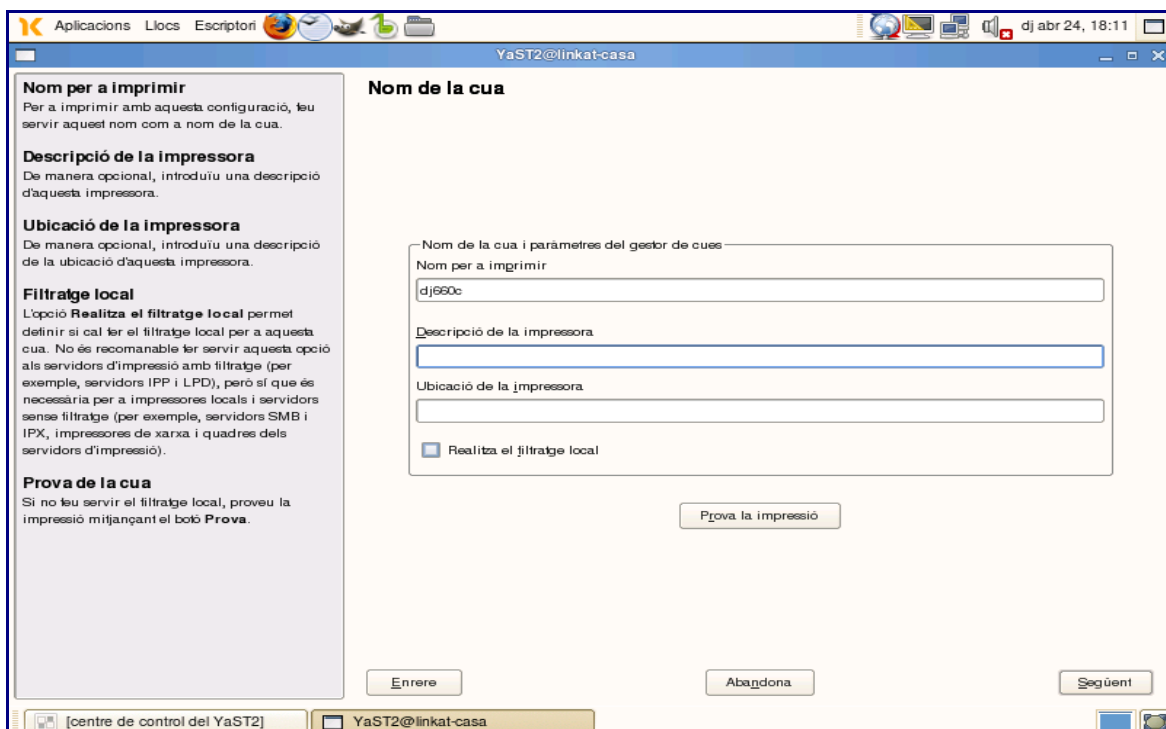 Aplicacions Llocs Escriptori
dj abr 24, 18:11
YaST2@linkat-casa
Nom per a imprimir
Per a imprimir amb aquesta configuració, feu
servir aquest nom com a nom de la cua.
Descripció de la impressora
De manera opcional, introduïu una descripció
d'aquesta impressora.
Ubicació de la impressora
De manera opcional, introduïu una descripció
de la ubicació d'aquesta impressora.
Filtratge local
L'opció Realitza el filtratge local permet
definir si cal fer el filtratge local per a aquesta
cua. No és recomanable fer servir aquesta opció
als servidors d'impressió amb filtratge (per
exemple, servidors IPP i LPD), però sí que és
necessària per a impressores locals i servidors
sense filtratge (per exemple, servidors SMB i
IPX, impressores de xarxa i quadres dels
servidors d'impressió).
Prova de la cua
Si no feu servir el filtratge local, proveu la
impressió mitjançant el botó Prova.
Nom de la cua
Nom de la cua i paràmetres del gestor de cues
Nom per a imprimir
dj660c
Descripció de la impressora
Ubicació de la impressora
Realitza el filtratge local
Prova la impressió
Enrere
Abandona
Següent
[centre de control del YaST2]
YaST2@linkat-casa